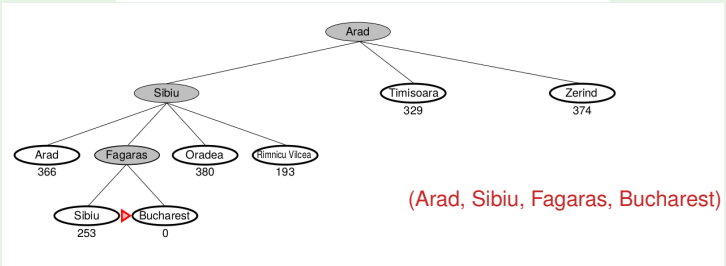 Arad
Sibiu
Timisoara
Zerind
329
374
Arad
Fagaras
Oradea
Rimnicu Vilcea
366
380
193
(Arad, Sibiu, Fagaras, Bucharest)
Sibiu
Bucharest
253
0